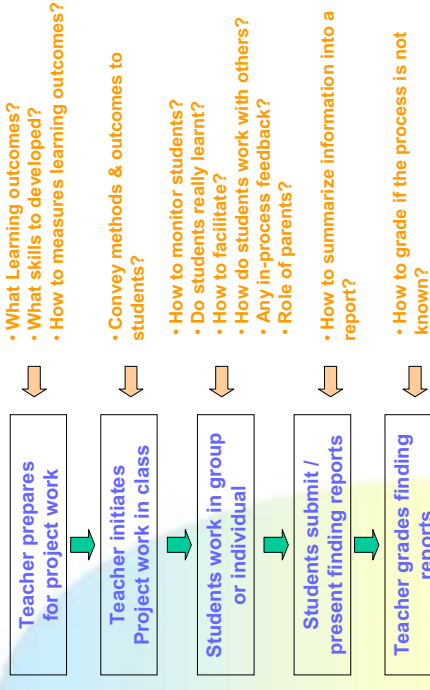 Teacher prepares
for project work
• What Learning outcomes?
• What skills to developed?
• How to measures learning outcomes?
Teacher initiates
Project work in class
• Convey methods & outcomes to
students?
Students work in group
or individual
• How to monitor students?
• Do students really learnt?
• How to facilitate?
• How do students work with others?
• Any in-process feedback?
• Role of parents?
Students submit /
present finding reports
• How to summarize information into a
report?
Teacher grades finding
reports
• How to grade if the process is not
known?